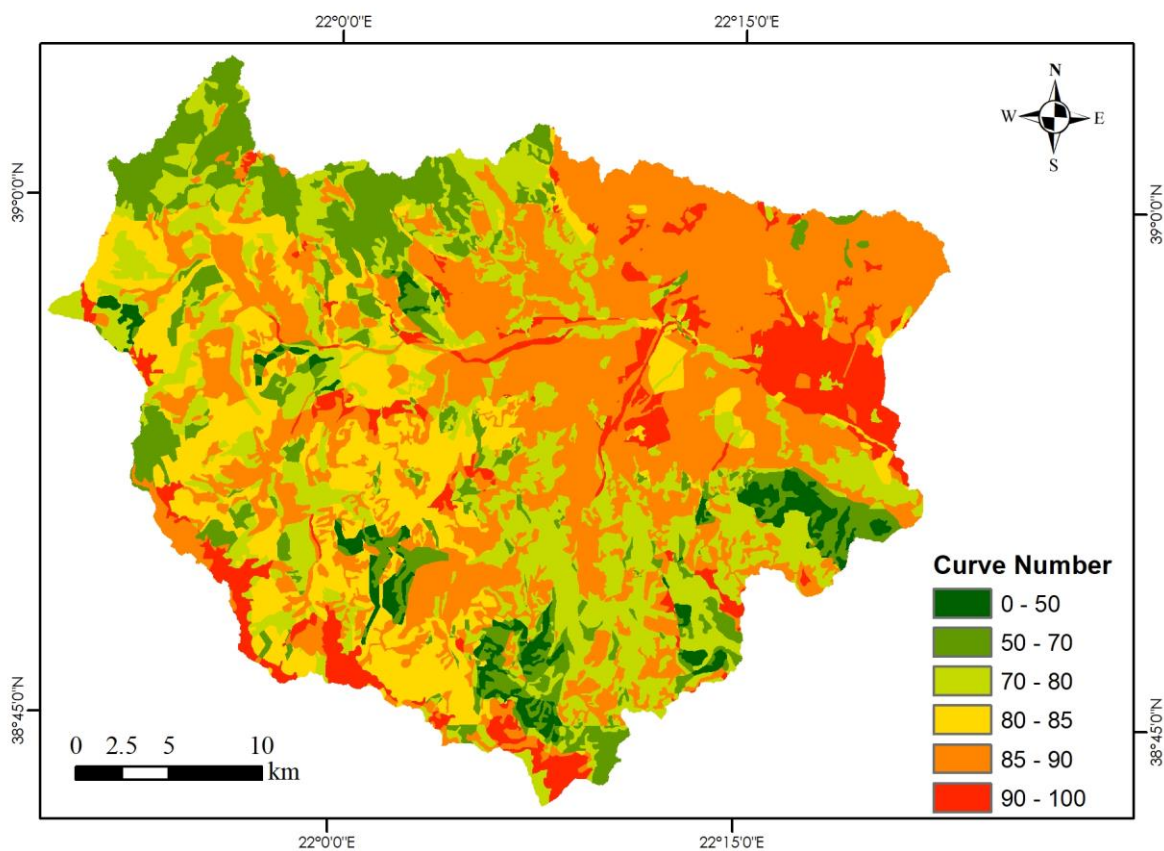 22°0'0"E 22°15'0"E
N
W E
S
39°0'0"N 39°0'0"N
Curve Number
0 - 50
50 - 70
70 - 80
80 - 85
85 - 90
90 - 100
38°45'0"N 38°45'0"N
0 2.5 5 10
km
22°0'0"E 22°15'0"E